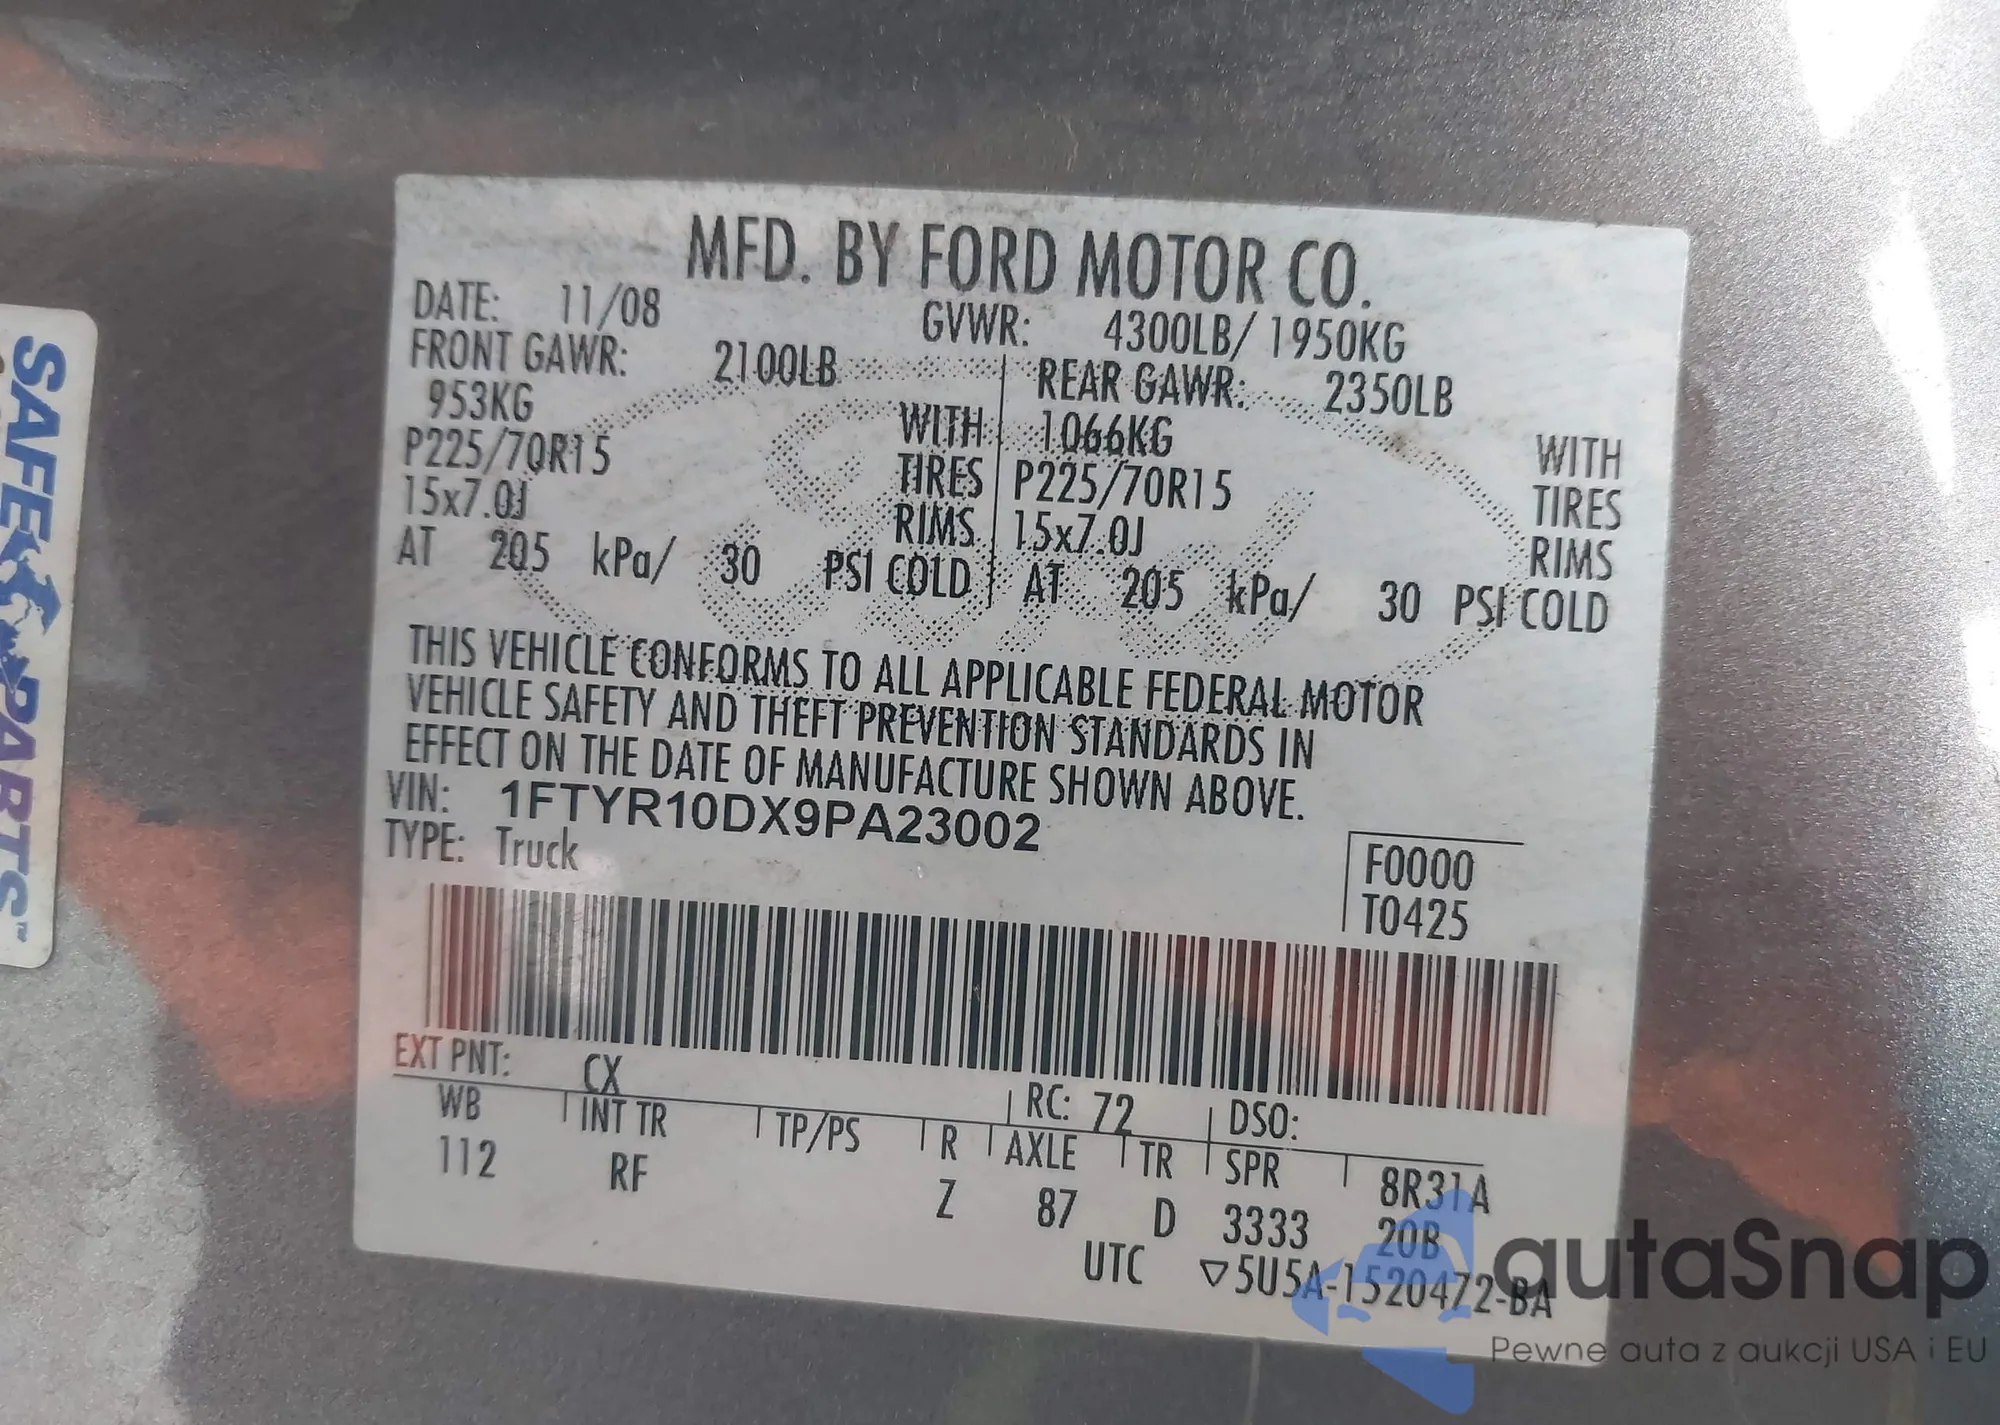 MFD. BY FORD MOTOR CO.
DATE: 11/08 GVWR: 4300LB/ 1950KG
FRONT GAWR: 2100LB REAR GAWR: 2350LB
953KG WITH 1066KG WITH
P225/70R15 TIRES P225/70R15 TIRES
15x7.0J RIMS 15x7.0J RIMS
AT 205 kPa/ 30 PSI COLD AT 205 kPa/ 30 PSI COLD
THIS VEHICLE CONFORMS TO ALL APPLICABLE FEDERAL MOTOR
VEHICLE SAFETY AND THEFT PREVENTION STANDARDS IN
EFFECT ON THE DATE OF MANUFACTURE SHOWN ABOVE.
VIN: 1FTYR10DX9PA23002
TYPE: Truck
F0000
T0425
EXT PNT: CX RC: 72 DSO:
WB INT TR TP/PS R AXLE TR SPR 8R31A
112 RF Z 87 D 3333 20B
UTC ▽5U5A-1520472-BA
SAFE PARTS™
autaSnap
Pewne auta z aukcji USA i EU